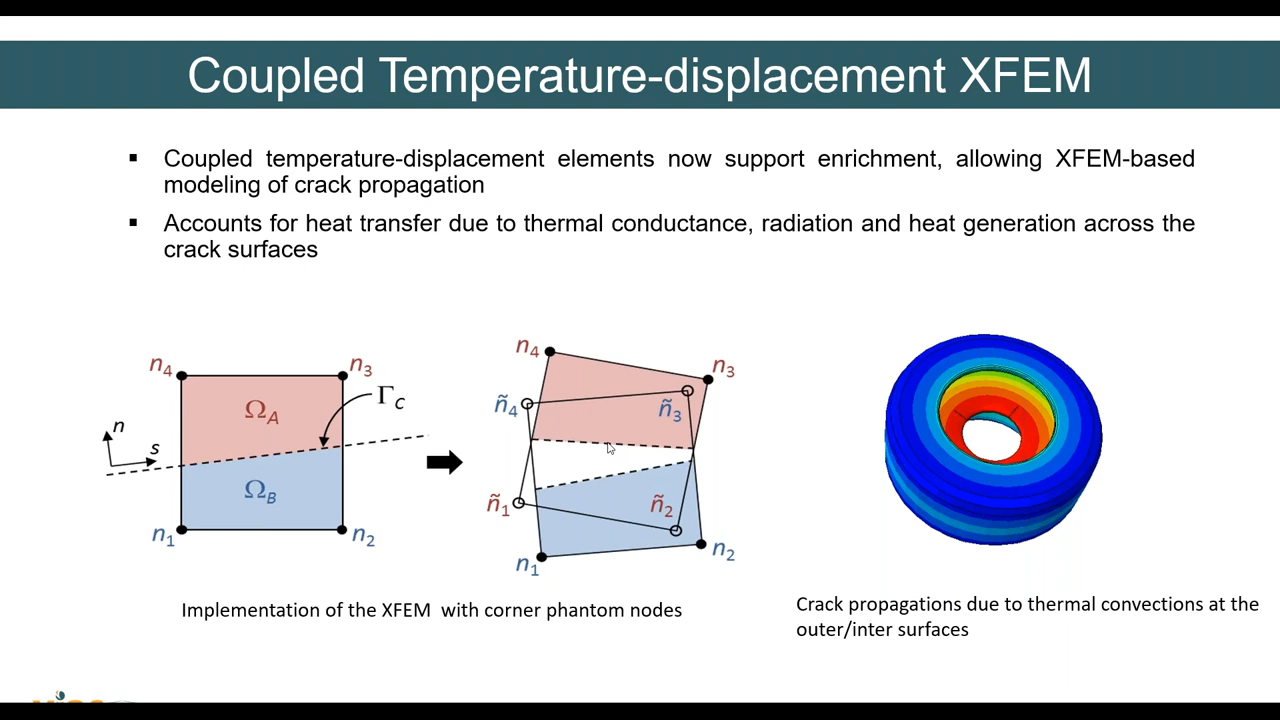 Coupled Temperature-displacement XFEM
▪ Coupled temperature-displacement elements now support enrichment, allowing XFEM-based
modeling of crack propagation
▪ Accounts for heat transfer due to thermal conductance, radiation and heat generation across the
crack surfaces
n₄ n₃
Ω_A
Γ_C
n
s
Ω_B
n₁ n₂
n₄
n₃
ñ₄ ñ₃
ñ₁ ñ₂
n₁ n₂
Implementation of the XFEM with corner phantom nodes
Crack propagations due to thermal convections at the
outer/inter surfaces